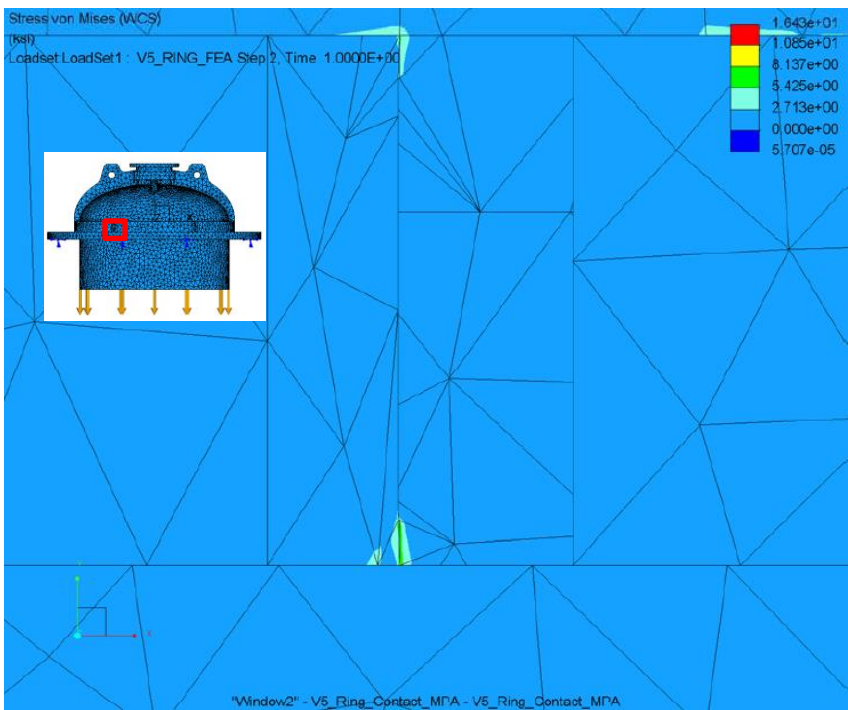 Stress von Mises (WCS)
(ksi)
Loadset LoadSet1 : V5_RING_FEA Step 2, Time 1.0000E+00
1.643e+01
1.085e+01
8.137e+00
5.425e+00
2.713e+00
0.000e+00
5.707e-05
Y
X
"Window2" - V5_Ring_Contact_MPA - V5_Ring_Contact_MPA